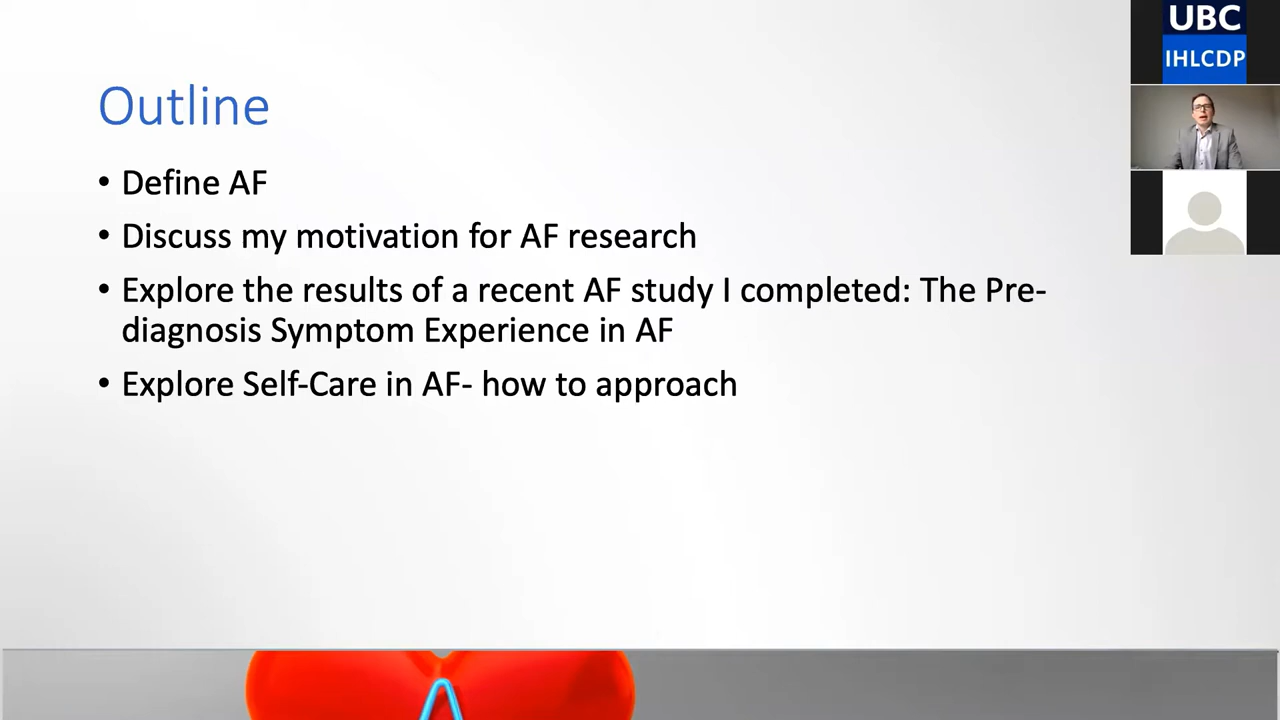 Outline
• Define AF
• Discuss my motivation for AF research
• Explore the results of a recent AF study I completed: The Pre-
diagnosis Symptom Experience in AF
• Explore Self-Care in AF- how to approach
UBC
IHLCDP